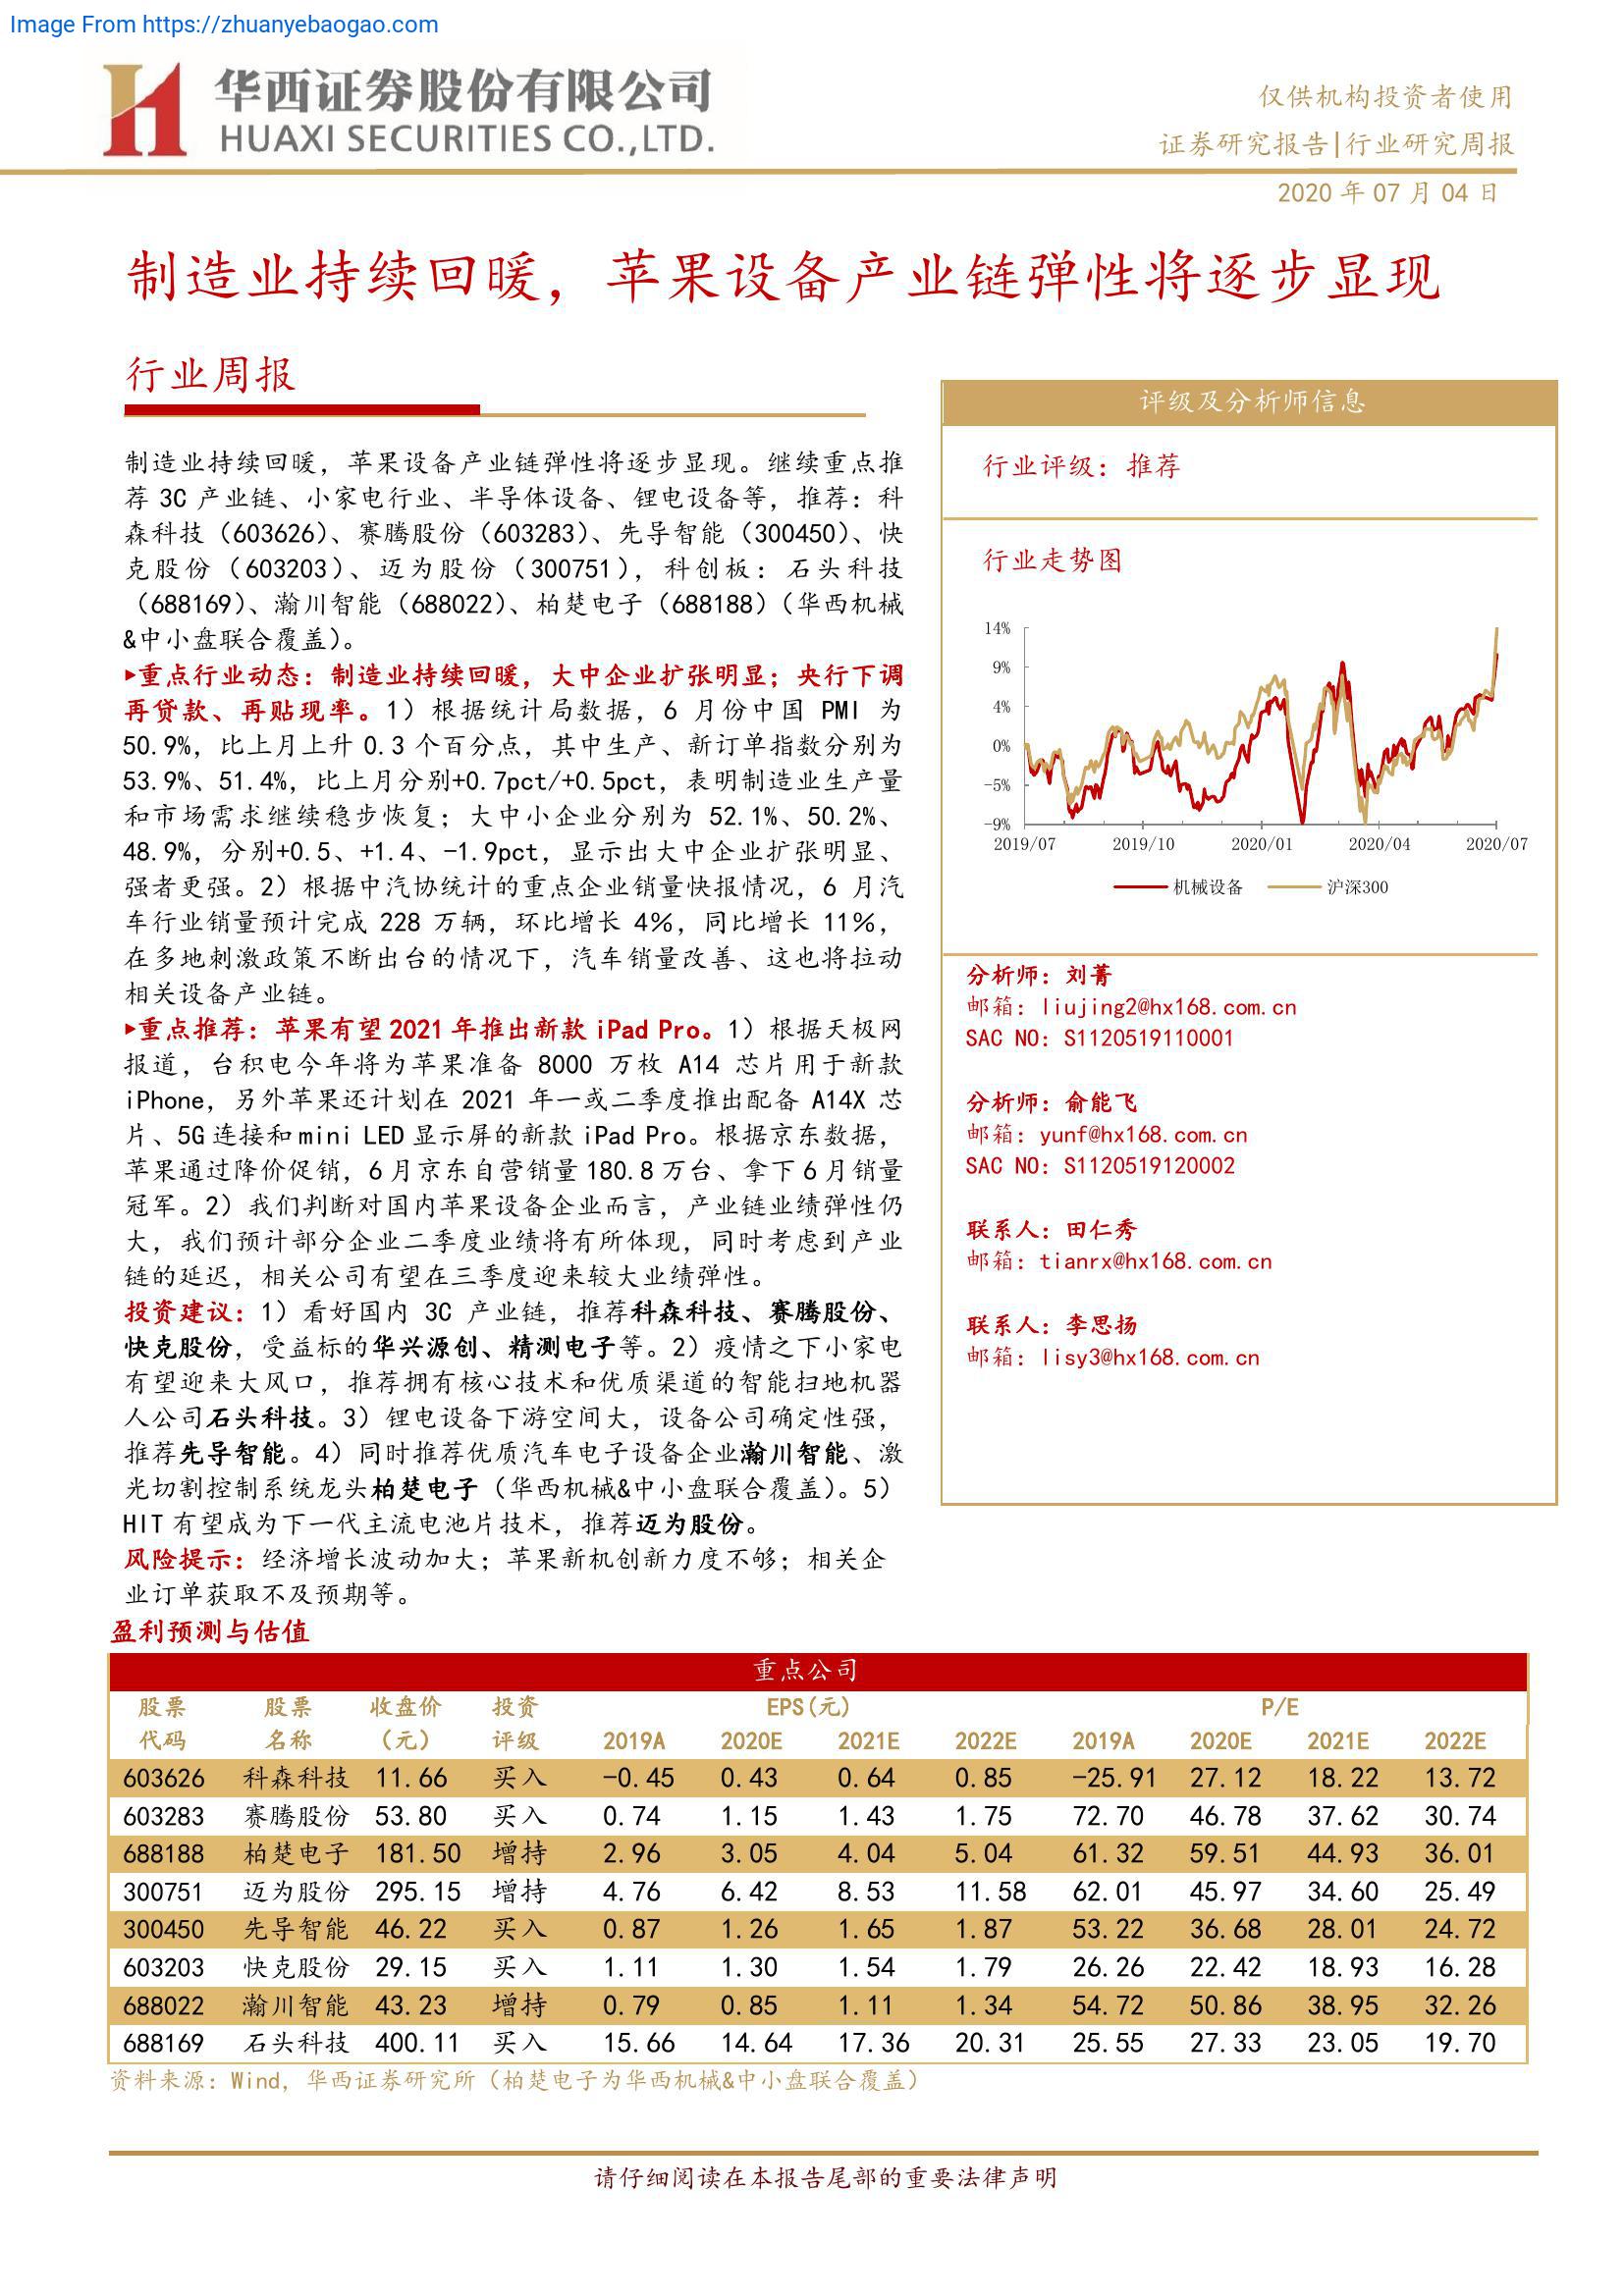 Image From https://zhuanyebaogao.com
华西证券股份有限公司
HUAXI SECURITIES CO.,LTD.
仅供机构投资者使用
证券研究报告|行业研究周报
2020 年 07 月 04 日
制造业持续回暖，苹果设备产业链弹性将逐步显现
行业周报
制造业持续回暖，苹果设备产业链弹性将逐步显现。继续重点推
荐 3C 产业链、小家电行业、半导体设备、锂电设备等，推荐：科
森科技（603626）、赛腾股份（603283）、先导智能（300450）、快
克股份（603203）、迈为股份（300751），科创板：石头科技
（688169）、瀚川智能（688022）、柏楚电子（688188）（华西机械
&中小盘联合覆盖）。
▸重点行业动态：制造业持续回暖，大中企业扩张明显；央行下调
再贷款、再贴现率。1）根据统计局数据，6 月份中国 PMI 为
50.9%，比上月上升 0.3 个百分点，其中生产、新订单指数分别为
53.9%、51.4%，比上月分别+0.7pct/+0.5pct，表明制造业生产量
和市场需求继续稳步恢复；大中小企业分别为 52.1%、50.2%、
48.9%，分别+0.5、+1.4、-1.9pct，显示出大中企业扩张明显、
强者更强。2）根据中汽协统计的重点企业销量快报情况，6 月汽
车行业销量预计完成 228 万辆，环比增长 4%，同比增长 11%，
在多地刺激政策不断出台的情况下，汽车销量改善、这也将拉动
相关设备产业链。
▸重点推荐：苹果有望 2021 年推出新款 iPad Pro。1）根据天极网
报道，台积电今年将为苹果准备 8000 万枚 A14 芯片用于新款
iPhone，另外苹果还计划在 2021 年一或二季度推出配备 A14X 芯
片、5G 连接和 mini LED 显示屏的新款 iPad Pro。根据京东数据，
苹果通过降价促销，6 月京东自营销量 180.8 万台、拿下 6 月销量
冠军。2）我们判断对国内苹果设备企业而言，产业链业绩弹性仍
大，我们预计部分企业二季度业绩将有所体现，同时考虑到产业
链的延迟，相关公司有望在三季度迎来较大业绩弹性。
投资建议：1）看好国内 3C 产业链，推荐科森科技、赛腾股份、
快克股份，受益标的华兴源创、精测电子等。2）疫情之下小家电
有望迎来大风口，推荐拥有核心技术和优质渠道的智能扫地机器
人公司石头科技。3）锂电设备下游空间大，设备公司确定性强，
推荐先导智能。4）同时推荐优质汽车电子设备企业瀚川智能、激
光切割控制系统龙头柏楚电子（华西机械&中小盘联合覆盖）。5）
HIT 有望成为下一代主流电池片技术，推荐迈为股份。
风险提示：经济增长波动加大；苹果新机创新力度不够；相关企
业订单获取不及预期等。
评级及分析师信息
行业评级：推荐
行业走势图
14%
9%
4%
0%
-5%
-9%
2019/07 2019/10 2020/01 2020/04 2020/07
机械设备 沪深300
分析师：刘菁
邮箱：liujing2@hx168.com.cn
SAC NO：S1120519110001
分析师：俞能飞
邮箱：yunf@hx168.com.cn
SAC NO：S1120519120002
联系人：田仁秀
邮箱：tianrx@hx168.com.cn
联系人：李思扬
邮箱：lisy3@hx168.com.cn
盈利预测与估值
重点公司
股票 股票 收盘价 投资 EPS(元) P/E
代码 名称 （元） 评级 2019A 2020E 2021E 2022E 2019A 2020E 2021E 2022E
603626 科森科技 11.66 买入 -0.45 0.43 0.64 0.85 -25.91 27.12 18.22 13.72
603283 赛腾股份 53.80 买入 0.74 1.15 1.43 1.75 72.70 46.78 37.62 30.74
688188 柏楚电子 181.50 增持 2.96 3.05 4.04 5.04 61.32 59.51 44.93 36.01
300751 迈为股份 295.15 增持 4.76 6.42 8.53 11.58 62.01 45.97 34.60 25.49
300450 先导智能 46.22 买入 0.87 1.26 1.65 1.87 53.22 36.68 28.01 24.72
603203 快克股份 29.15 买入 1.11 1.30 1.54 1.79 26.26 22.42 18.93 16.28
688022 瀚川智能 43.23 增持 0.79 0.85 1.11 1.34 54.72 50.86 38.95 32.26
688169 石头科技 400.11 买入 15.66 14.64 17.36 20.31 25.55 27.33 23.05 19.70
资料来源：Wind，华西证券研究所（柏楚电子为华西机械&中小盘联合覆盖）
请仔细阅读在本报告尾部的重要法律声明